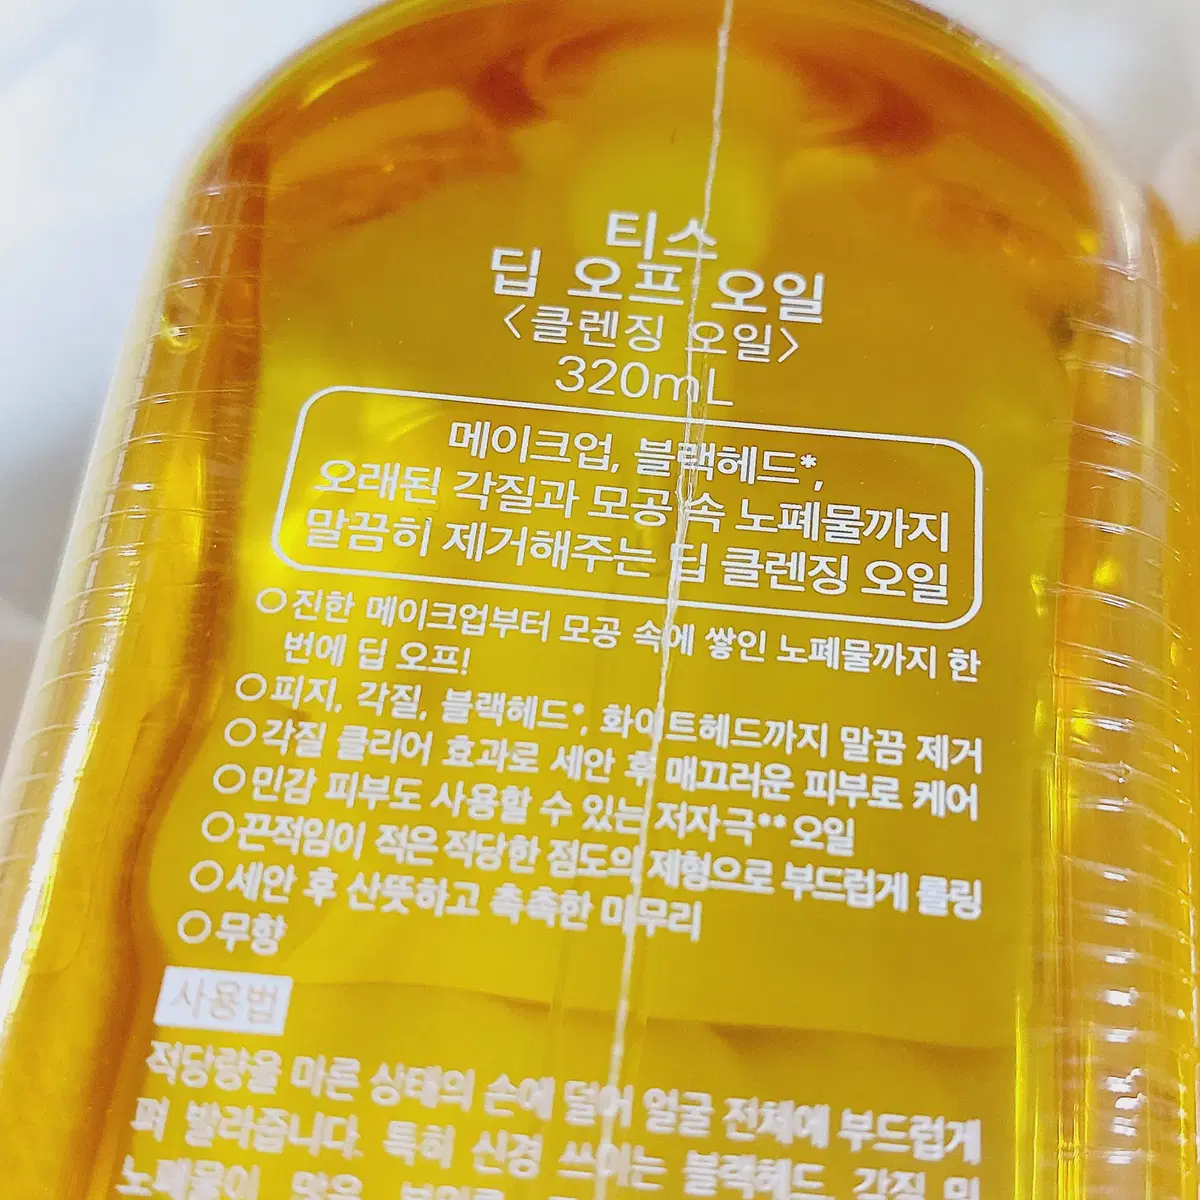 티스
딥 오프 오일
<클렌징 오일>
320mL
메이크업, 블랙헤드*,
오래된 각질과 모공 속 노폐물까지
말끔히 제거해주는 딥 클렌징 오일
○진한 메이크업부터 모공 속에 쌓인 노폐물까지 한
번에 딥 오프!
○피지, 각질, 블랙헤드*, 화이트헤드까지 말끔 제거
○각질 클리어 효과로 세안 후 매끄러운 피부로 케어
○민감 피부도 사용할 수 있는 저자극**오일
○끈적임이 적은 적당한 점도의 제형으로 부드럽게 롤링
○세안 후 산뜻하고 촉촉한 마무리
○무향
사용법
적당량을 마른 상태의 손에 덜어 얼굴 전체에 부드럽게
펴 발라줍니다. 특히 신경 쓰이는 블랙헤드, 각질 및
노폐물이 많은